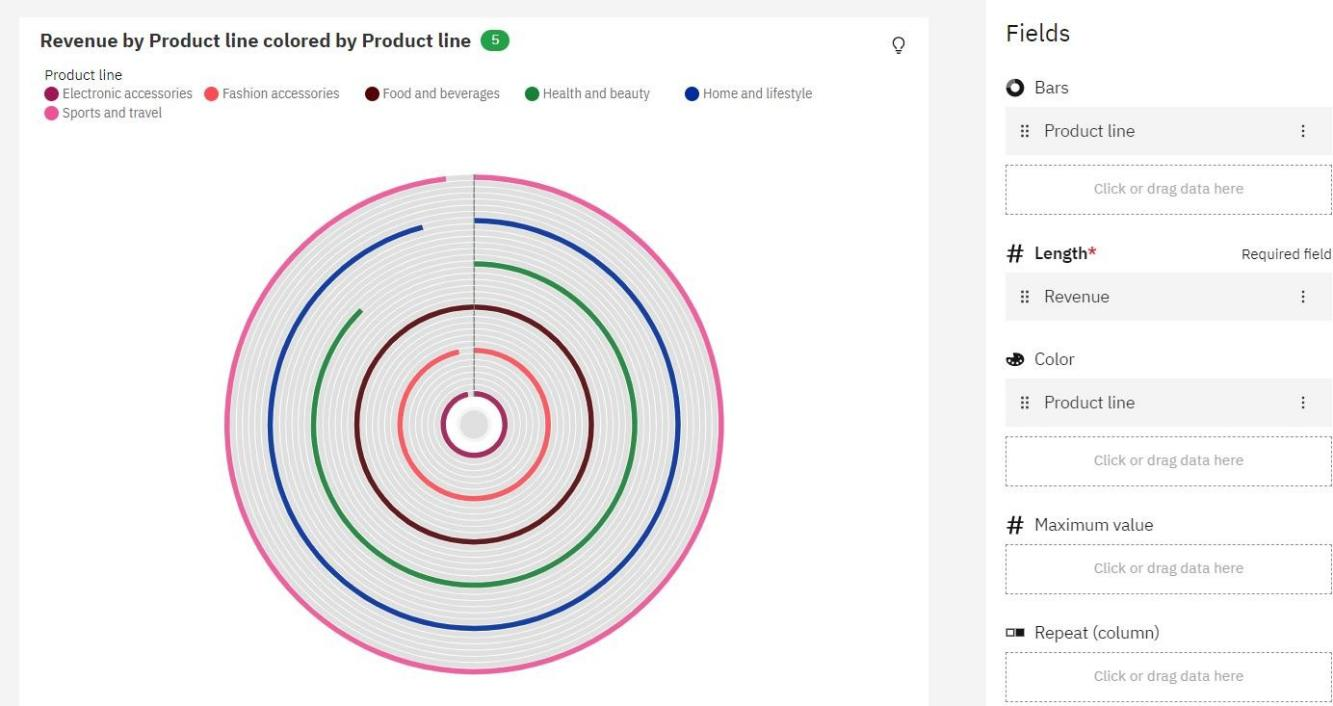 Revenue by Product line colored by Product line 5
Product line
Electronic accessories Fashion accessories Food and beverages Health and beauty Home and lifestyle
Sports and travel
Fields
Bars
Product line
Click or drag data here
Length* Required field
Revenue
Color
Product line
Click or drag data here
Maximum value
Click or drag data here
Repeat (column)
Click or drag data here